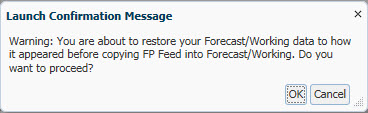 Launch Confirmation Message
Warning: You are about to restore your Forecast/Working data to how
it appeared before copying FP Feed into Forecast/Working. Do you
want to proceed?
OK Cancel